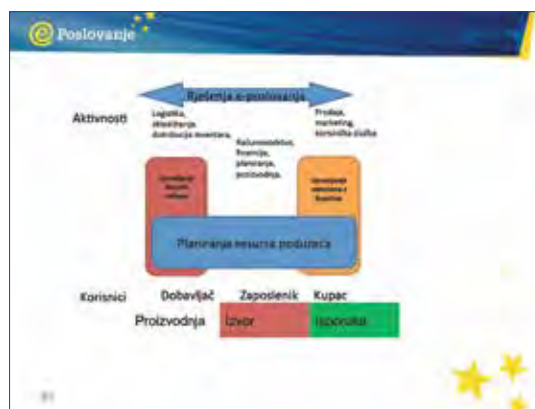 e Poslovanje
Rješenja e-poslovanja
Aktivnosti
Logistika,
skladištenje,
distribucija inventara,
Računovodstvo,
financije,
planiranje,
proizvodnja,
Prodaja,
marketing,
korisnička služba
Planiranje resursa poduzeća
Korisnici
Dobavljač
Zaposlenik
Kupac
Proizvodnja
Izvor
Isporuka